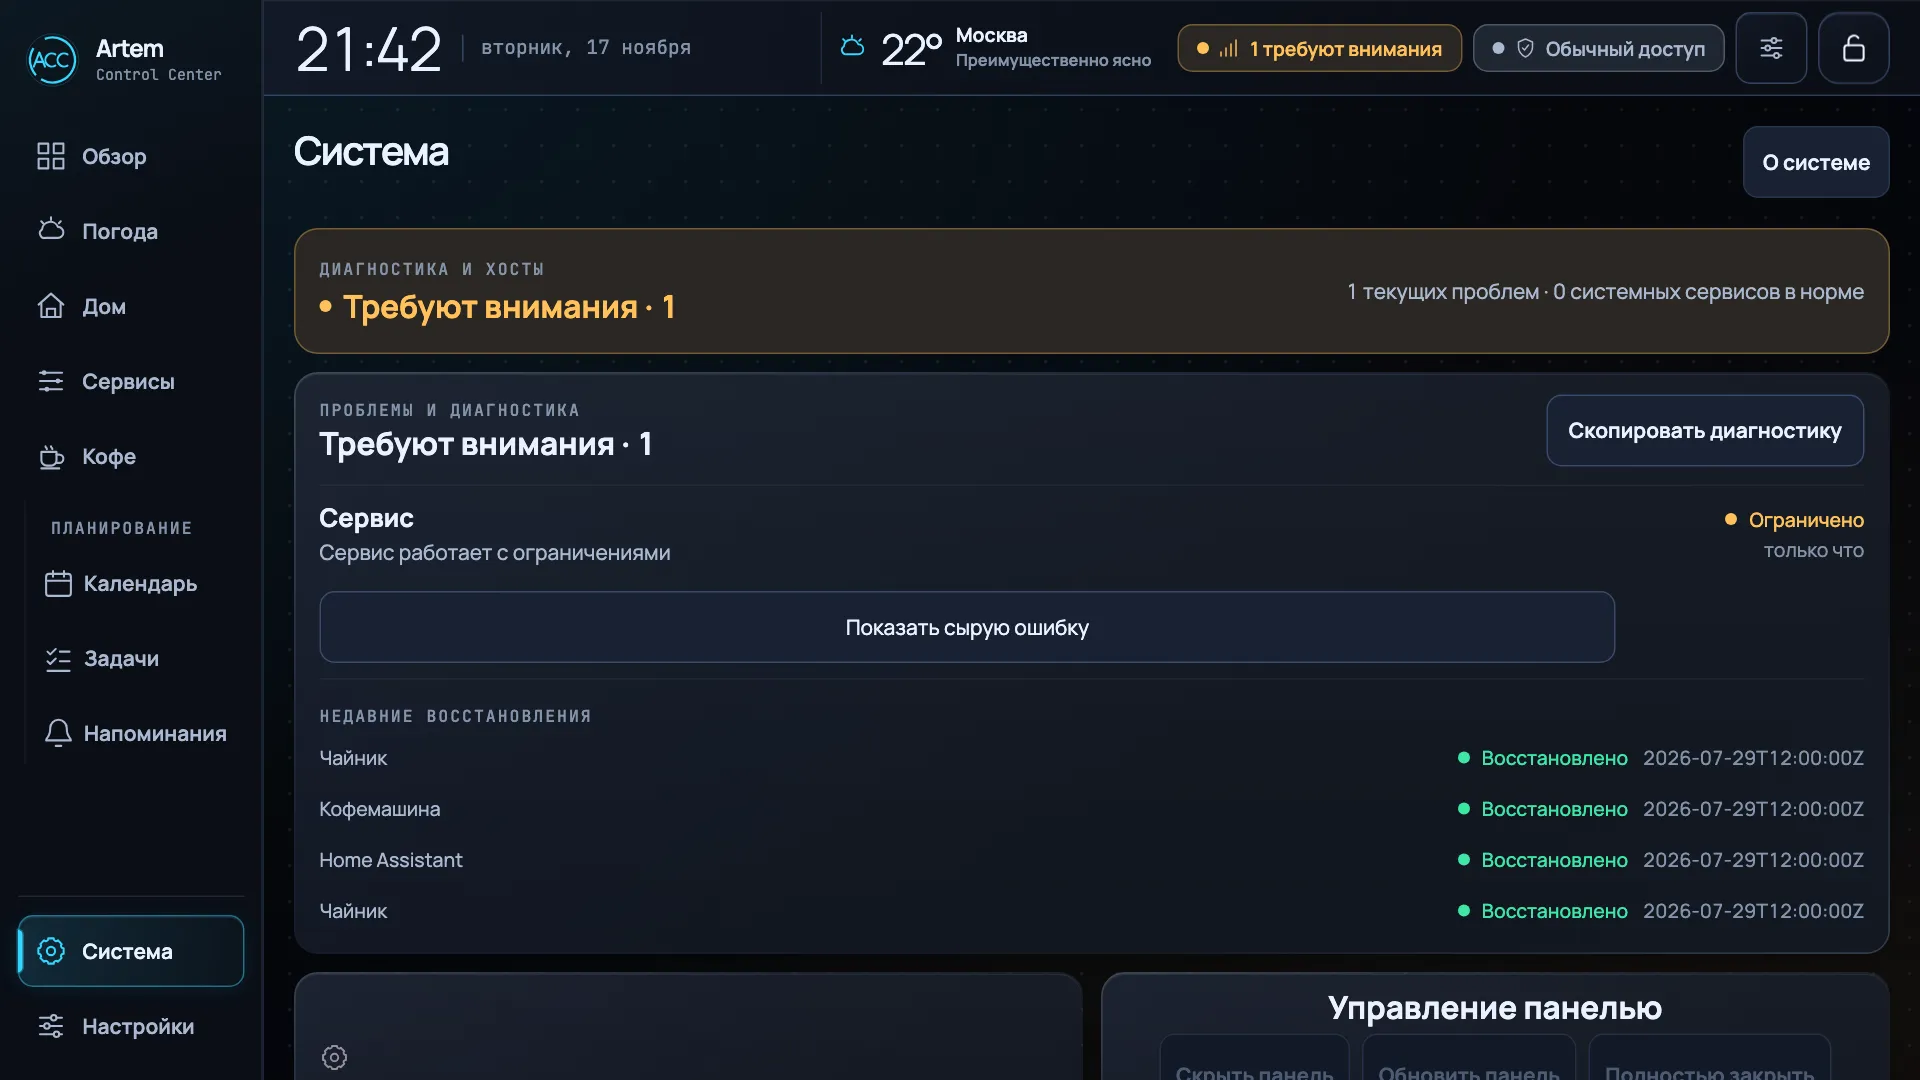 ACC
Artem
Control Center
Обзор
Погода
Дом
Сервисы
Кофе
ПЛАНИРОВАНИЕ
Календарь
Задачи
Напоминания
Система
Настройки
21:42
вторник, 17 ноября
22°
Москва
Преимущественно ясно
1 требуют внимания
Обычный доступ
Система
О системе
ДИАГНОСТИКА И ХОСТЫ
Требуют внимания · 1
1 текущих проблем · 0 системных сервисов в норме
ПРОБЛЕМЫ И ДИАГНОСТИКА
Требуют внимания · 1
Скопировать диагностику
Сервис
Сервис работает с ограничениями
Ограничено
только что
Показать сырую ошибку
НЕДАВНИЕ ВОССТАНОВЛЕНИЯ
Чайник Восстановлено 2026-07-29T12:00:00Z
Кофемашина Восстановлено 2026-07-29T12:00:00Z
Home Assistant Восстановлено 2026-07-29T12:00:00Z
Чайник Восстановлено 2026-07-29T12:00:00Z
Управление панелью
Скрыть панель
Обновить панель
Полностью закрыть